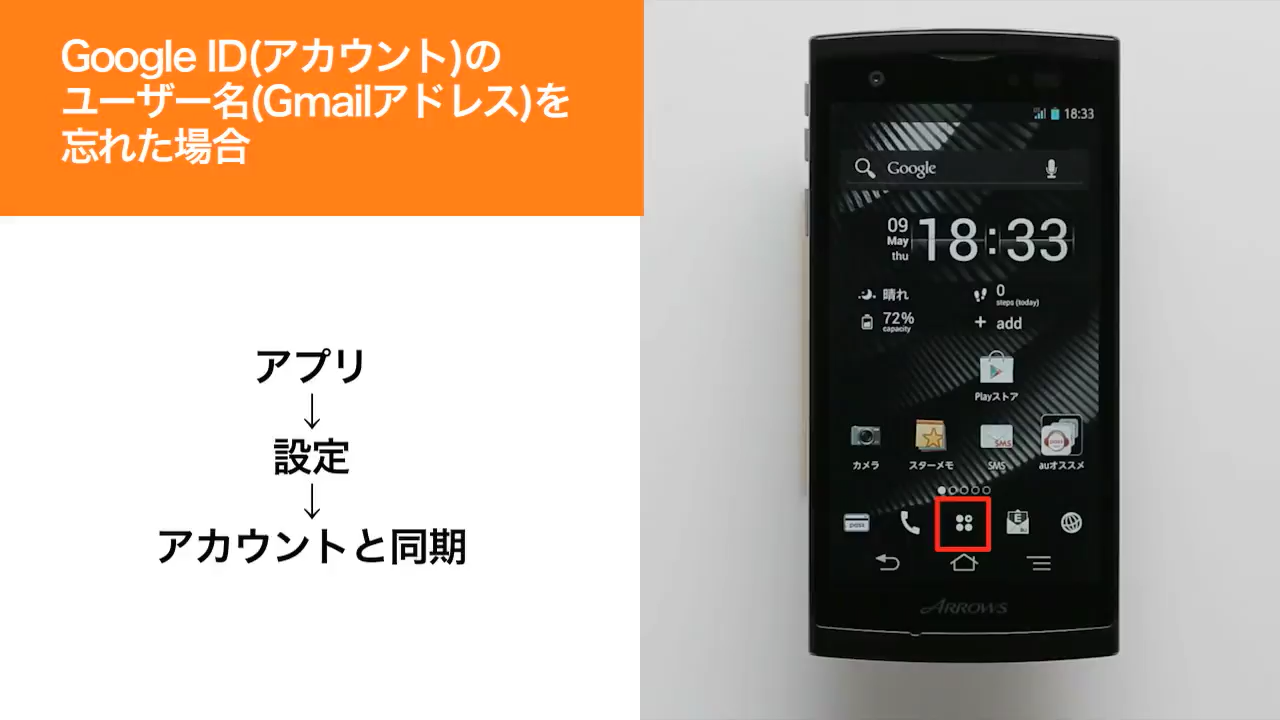 Google ID(アカウント)の
ユーザー名(Gmailアドレス)を
忘れた場合
アプリ
↓
設定
↓
アカウントと同期
18:33
Google
09
May
thu
18:33
晴れ
0
steps (today)
72%
capacity
+ add
Playストア
SMS
カメラ
スターメモ
SMS
auオススメ
pass
E
ARROWS